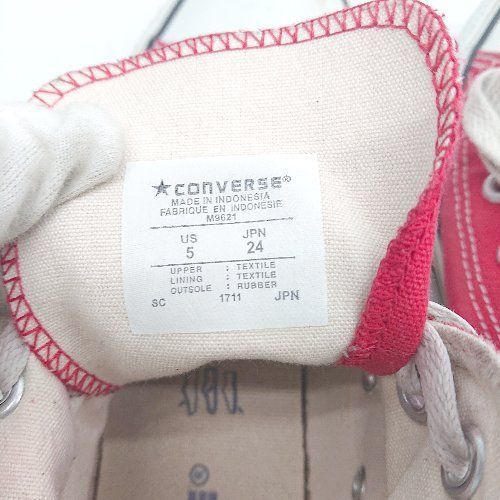 ★CONVERSE®
MADE IN INDONESIA
FABRIQUE EN INDONESIE
M9621
US JPN
5 24
UPPER : TEXTILE
LINING : TEXTILE
OUTSOLE : RUBBER
SC 1711 JPN